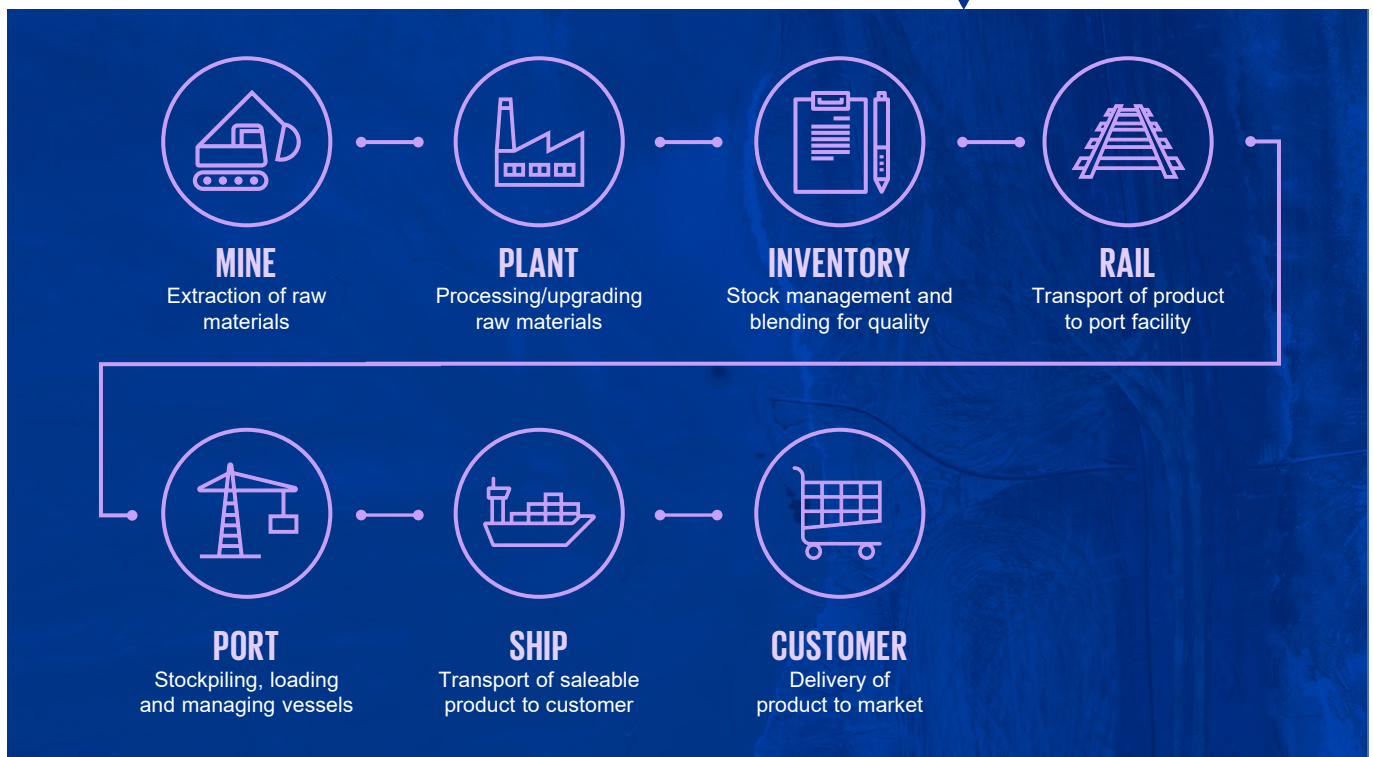 MINE
Extraction of raw
materials
PLANT
Processing/upgrading
raw materials
INVENTORY
Stock management and
blending for quality
RAIL
Transport of product
to port facility
PORT
Stockpiling, loading
and managing vessels
SHIP
Transport of saleable
product to customer
CUSTOMER
Delivery of
product to market